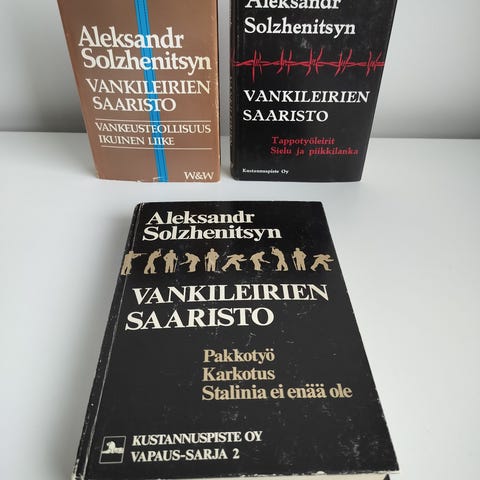 Aleksandr
Solzhenitsyn
VANKILEIRIEN
SAARISTO
VANKEUSTEOLLISUUS
IKUINEN LIIKE
W&W
Aleksandr
Solzhenitsyn
VANKILEIRIEN
SAARISTO
Tappotyöleirit
Sielu ja piikkilanka
Kustannuspiste Oy
Aleksandr
Solzhenitsyn
VANKILEIRIEN
SAARISTO
Pakkotyö
Karkotus
Stalinia ei enää ole
KUSTANNUSPISTE OY
VAPAUS-SARJA 2